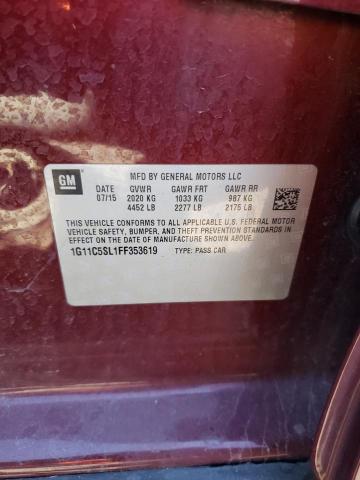 GM
MFD BY GENERAL MOTORS LLC
DATE GVWR GAWR FRT GAWR RR
07/15 2020 KG 1033 KG 987 KG
4452 LB 2277 LB 2175 LB
THIS VEHICLE CONFORMS TO ALL APPLICABLE U.S. FEDERAL MOTOR
VEHICLE SAFETY, BUMPER, AND THEFT PREVENTION STANDARDS IN
EFFECT ON THE DATE OF MANUFACTURE SHOWN ABOVE.
1G11C5SL1FF353619 TYPE: PASS CAR